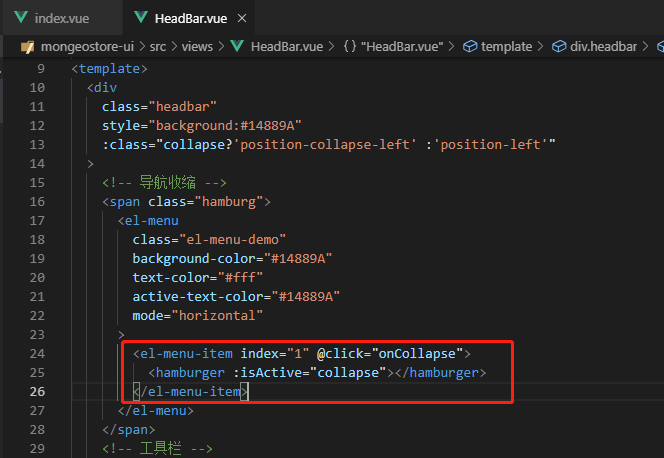 index.vue HeadBar.vue ×
mongeostore-ui > src > views > HeadBar.vue > {} "HeadBar.vue" > template > div.headbar >
9 <template>
10 <div
11 class="headbar"
12 style="background:#14889A"
13 :class="collapse?'position-collapse-left' :'position-left'"
14 >
15 <!-- 导航收缩 -->
16 <span class="hamburg">
17 <el-menu
18 class="el-menu-demo"
19 background-color="#14889A"
20 text-color="#fff"
21 active-text-color="#14889A"
22 mode="horizontal"
23 >
24 <el-menu-item index="1" @click="onCollapse">
25 <hamburger :isActive="collapse"></hamburger>
26 </el-menu-item>
27 </el-menu>
28 </span>
29 <!-- 工具栏 -->